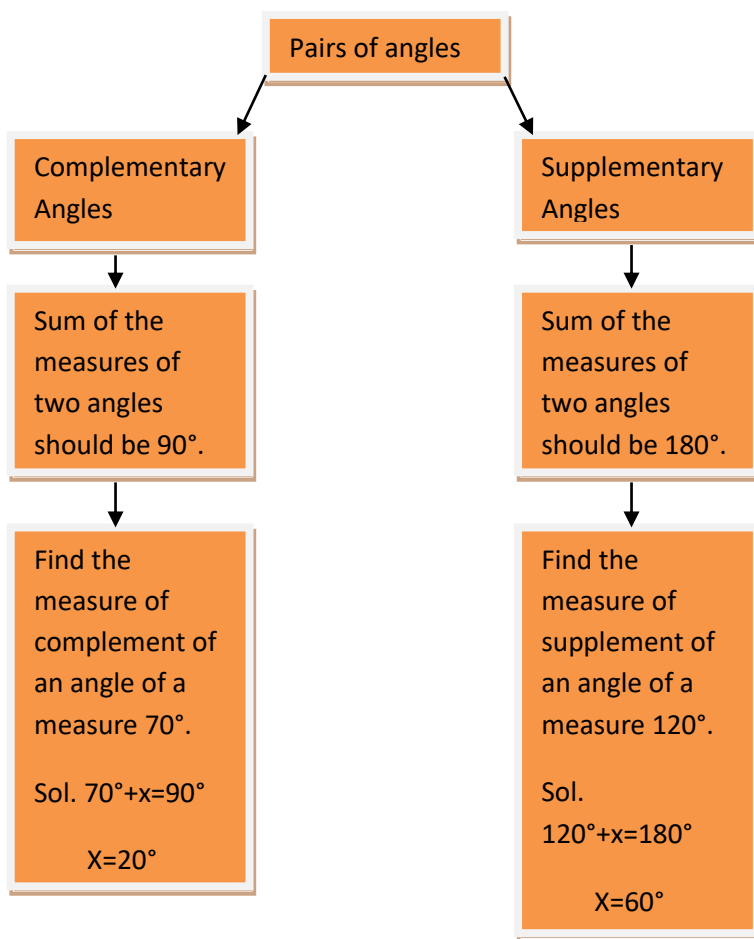 Pairs of angles
Complementary
Angles
Sum of the
measures of
two angles
should be 90°.
Find the
measure of
complement of
an angle of a
measure 70°.
Sol. 70°+x=90°
X=20°
Supplementary
Angles
Sum of the
measures of
two angles
should be 180°.
Find the
measure of
supplement of
an angle of a
measure 120°.
Sol.
120°+x=180°
X=60°